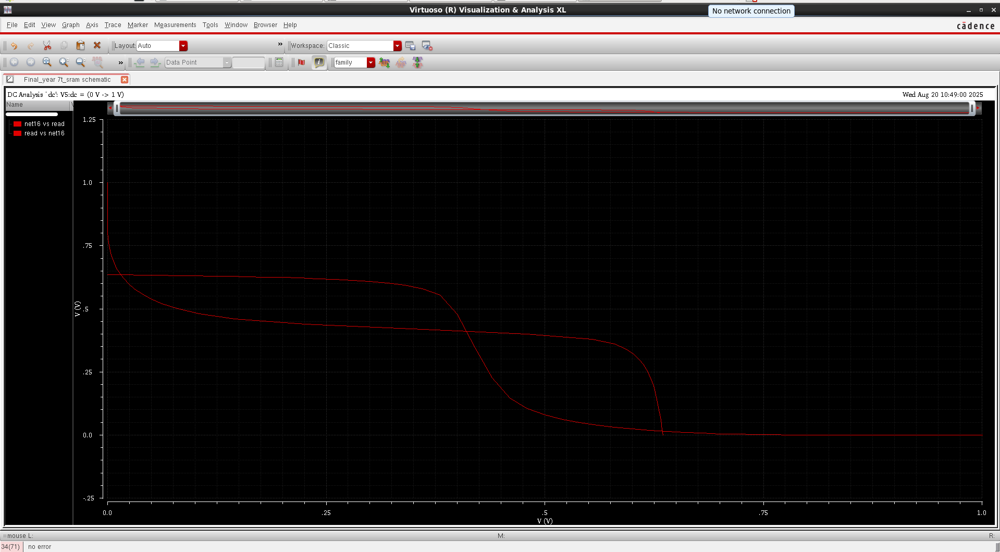 Virtuoso (R) Visualization & Analysis XL
No network connection
File Edit View Graph Axis Trace Marker Measurements Tools Window Browser Help
cādence
Layout: Auto
» Workspace: Classic
» Data Point family
Final_year 7t_sram schematic
DC Analysis `dc': V5:dc = (0 V -> 1 V)
Wed Aug 20 10:49:00 2025
Name
net16 vs read
read vs net16
1.25
1.0
.75
.5
.25
0.0
-.25
V (V)
0.0 .25 .5 .75 1.0
V (V)
mouse L: M: R:
34(71) no error